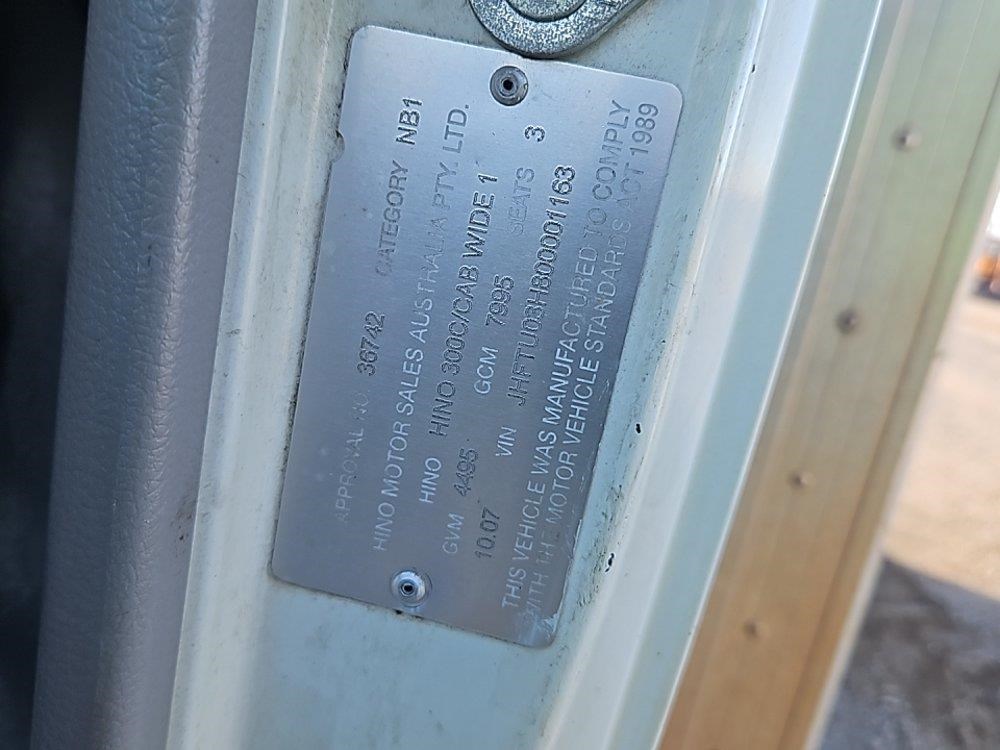 APPROVAL NO 36742 CATEGORY NB1
HINO MOTOR SALES AUSTRALIA PTY. LTD.
HINO HINO 300C/CAB WIDE 1
GVM 4495 GCM 7995 SEATS 3
10.07 VIN JHFTU03H800001163
THIS VEHICLE WAS MANUFACTURED TO COMPLY
WITH THE MOTOR VEHICLE STANDARDS ACT 1989